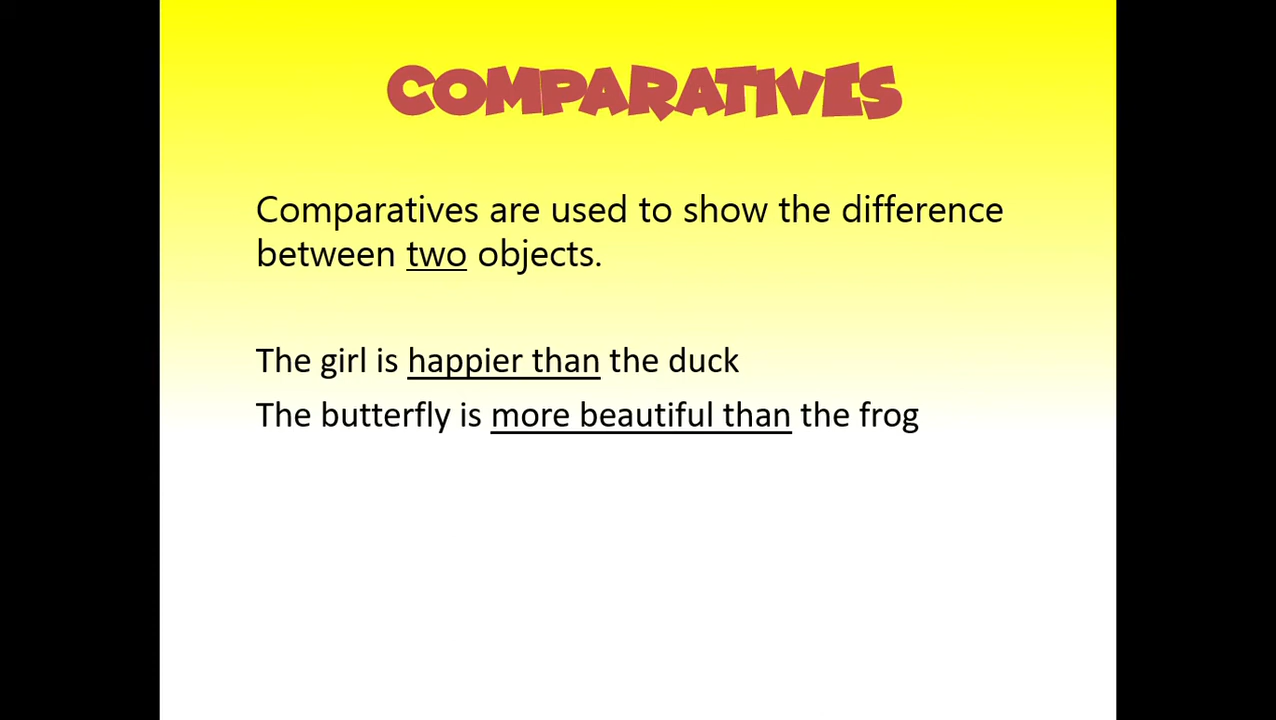 COMPARATIVES
Comparatives are used to show the difference
between two objects.
The girl is happier than the duck
The butterfly is more beautiful than the frog